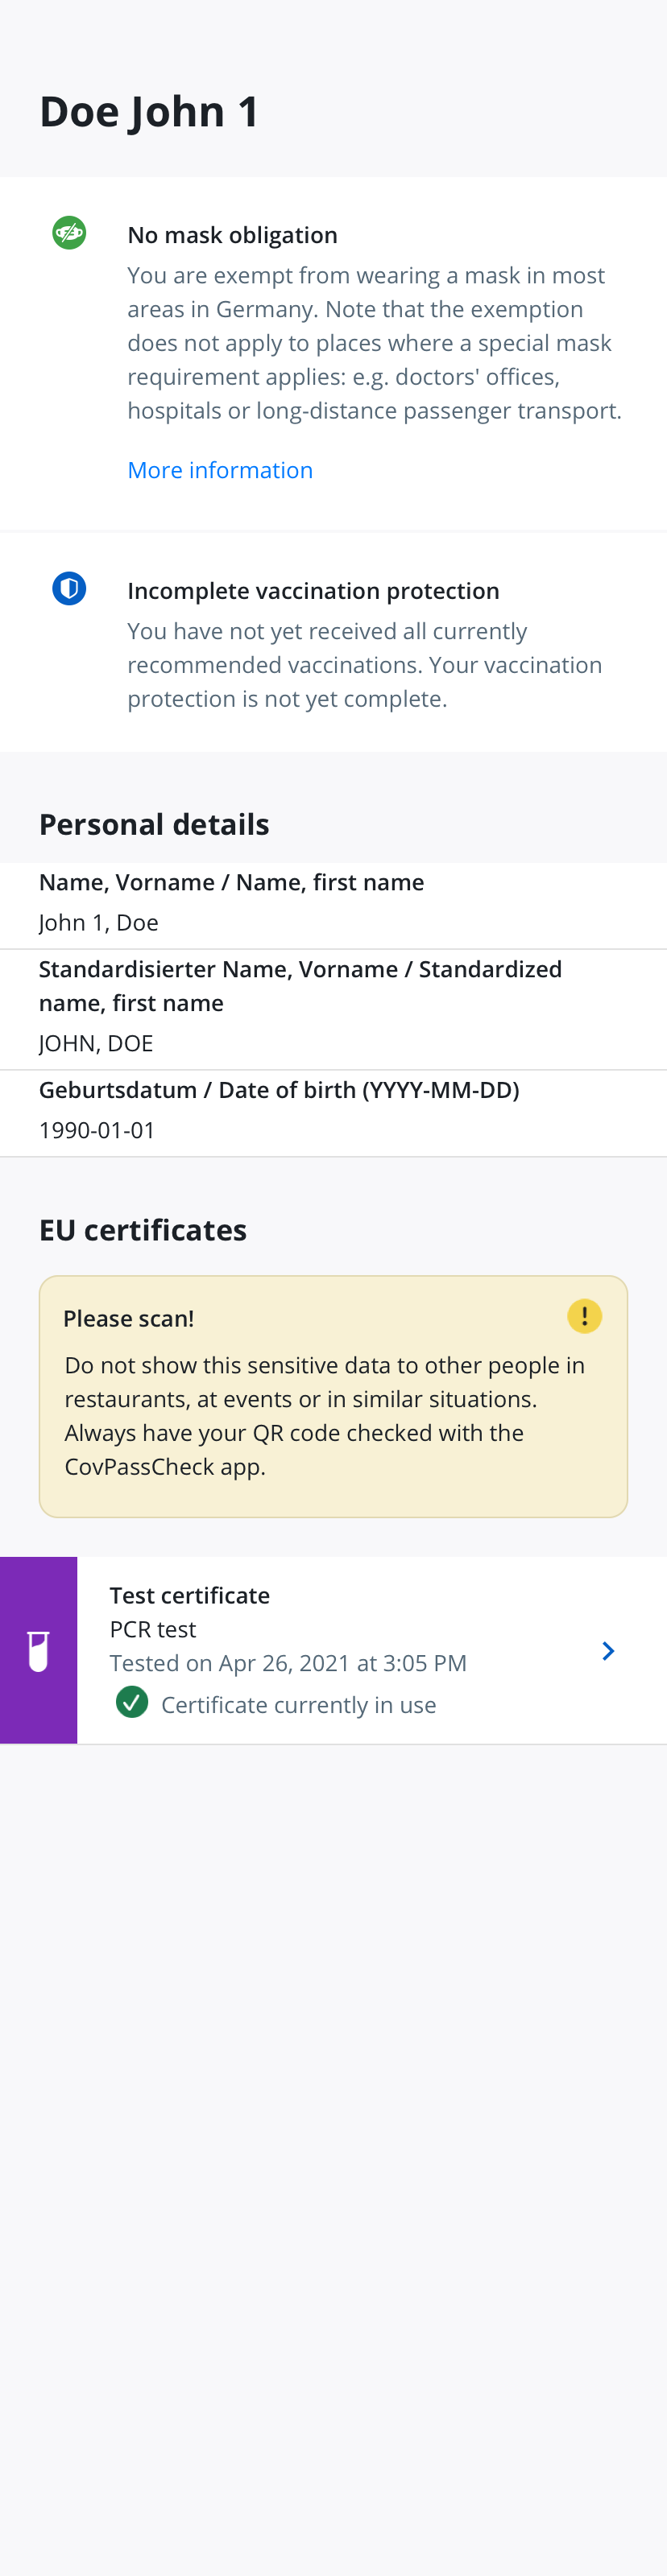 Doe John 1
No mask obligation
You are exempt from wearing a mask in most
areas in Germany. Note that the exemption
does not apply to places where a special mask
requirement applies: e.g. doctors' offices,
hospitals or long-distance passenger transport.
More information
Incomplete vaccination protection
You have not yet received all currently
recommended vaccinations. Your vaccination
protection is not yet complete.
Personal details
Name, Vorname / Name, first name
John 1, Doe
Standardisierter Name, Vorname / Standardized
name, first name
JOHN, DOE
Geburtsdatum / Date of birth (YYYY-MM-DD)
1990-01-01
EU certificates
Please scan!
Do not show this sensitive data to other people in
restaurants, at events or in similar situations.
Always have your QR code checked with the
CovPassCheck app.
Test certificate
PCR test
Tested on Apr 26, 2021 at 3:05 PM
Certificate currently in use